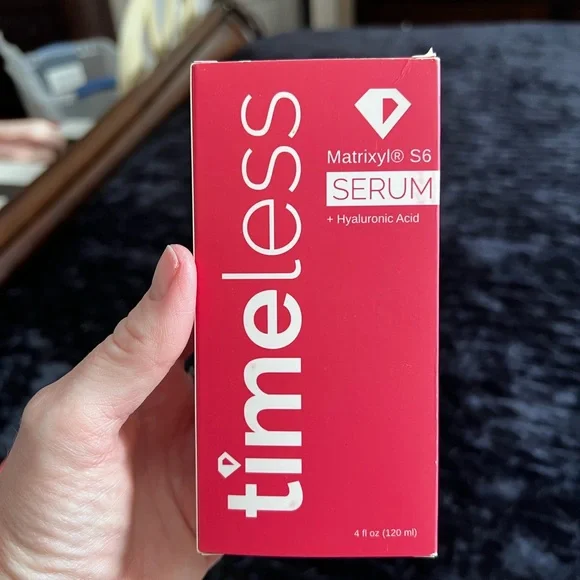 timeless
Matrixyl® S6
SERUM
+ Hyaluronic Acid
4 fl oz (120 ml)